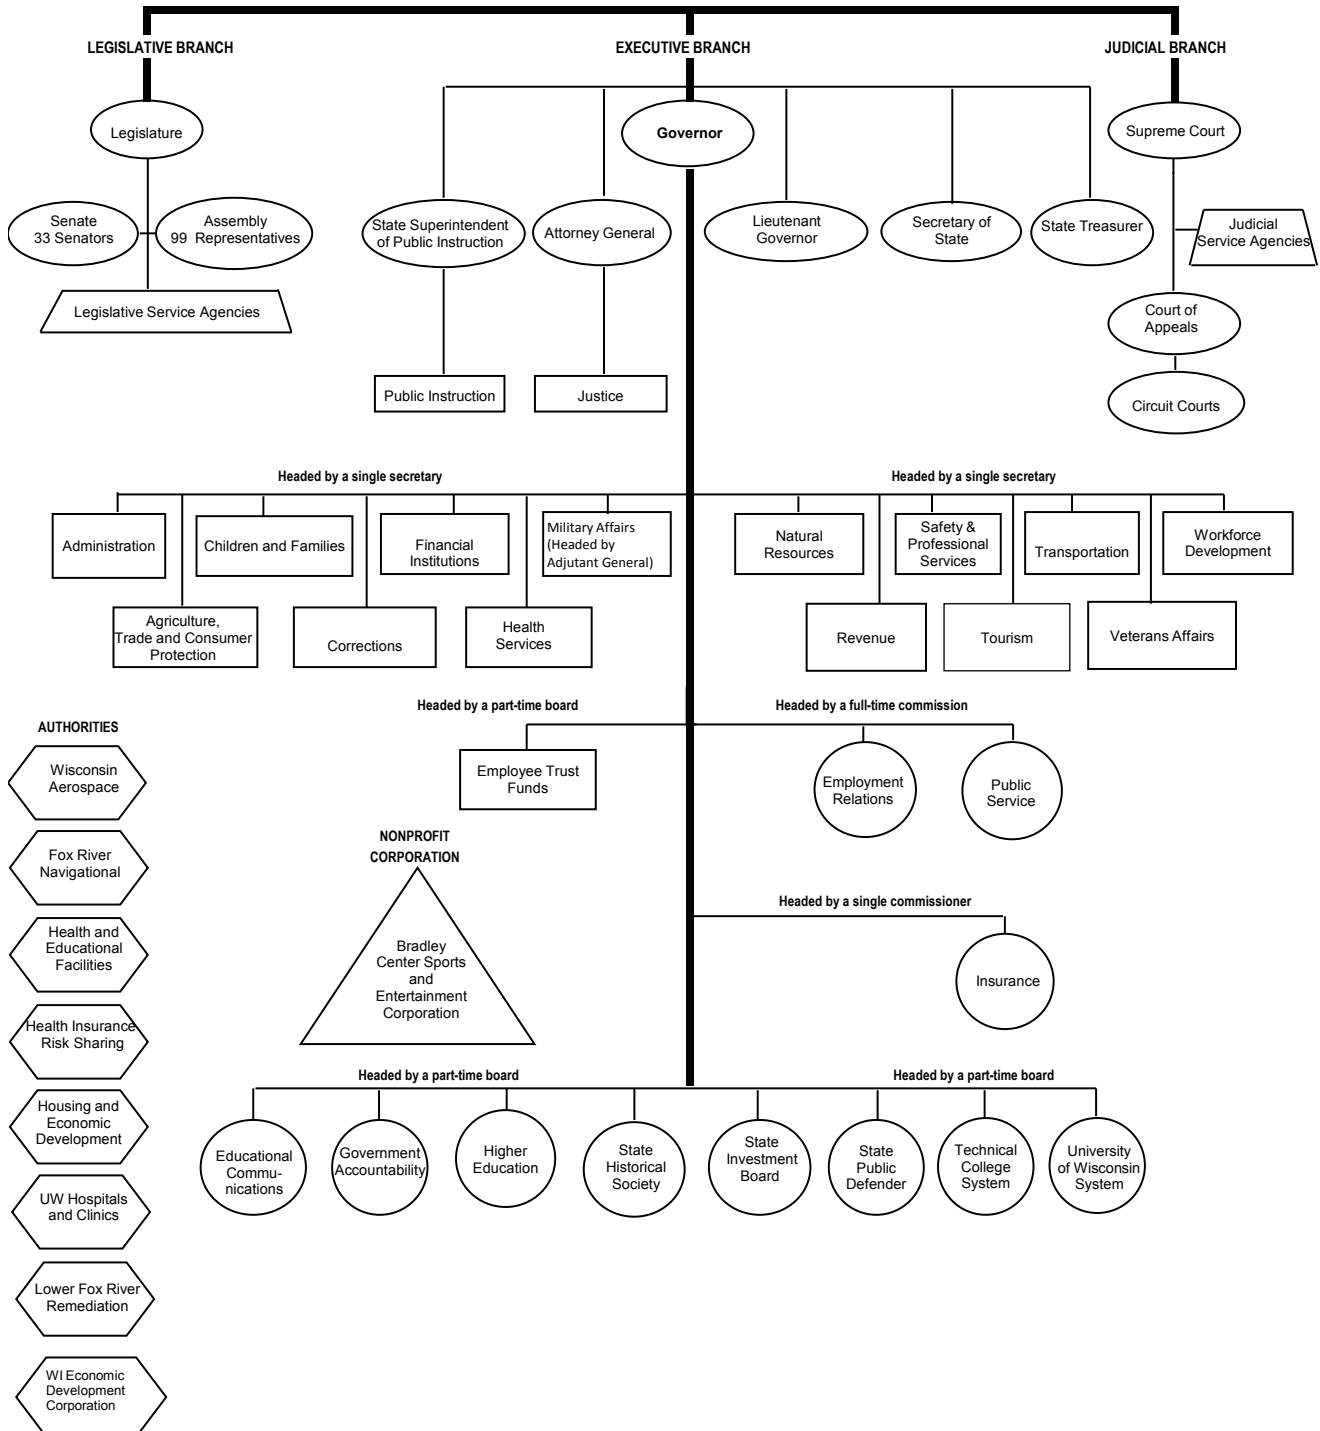 LEGISLATIVE BRANCH
EXECUTIVE BRANCH
JUDICIAL BRANCH
Legislature
Governor
Supreme Court
Senate
33 Senators
Assembly
99 Representatives
State Superintendent
of Public Instruction
Attorney General
Lieutenant
Governor
Secretary of
State
State Treasurer
Judicial
Service Agencies
Legislative Service Agencies
Court of
Appeals
Public Instruction
Justice
Circuit Courts
Headed by a single secretary
Headed by a single secretary
Administration
Children and Families
Financial
Institutions
Military Affairs
(Headed by
Adjutant General)
Natural
Resources
Safety &
Professional
Services
Transportation
Workforce
Development
Agriculture,
Trade and Consumer
Protection
Corrections
Health
Services
Revenue
Tourism
Veterans Affairs
Headed by a part-time board
Headed by a full-time commission
Employee Trust
Funds
Employment
Relations
Public
Service
AUTHORITIES
Wisconsin
Aerospace
Fox River
Navigational
Health and
Educational
Facilities
Health Insurance
Risk Sharing
Housing and
Economic
Development
UW Hospitals
and Clinics
Lower Fox River
Remediation
WI Economic
Development
Corporation
NONPROFIT
CORPORATION
Bradley
Center Sports
and
Entertainment
Corporation
Headed by a single commissioner
Insurance
Headed by a part-time board
Headed by a part-time board
Educational
Commu-
nications
Government
Accountability
Higher
Education
State
Historical
Society
State
Investment
Board
State
Public
Defender
Technical
College
System
University
of Wisconsin
System